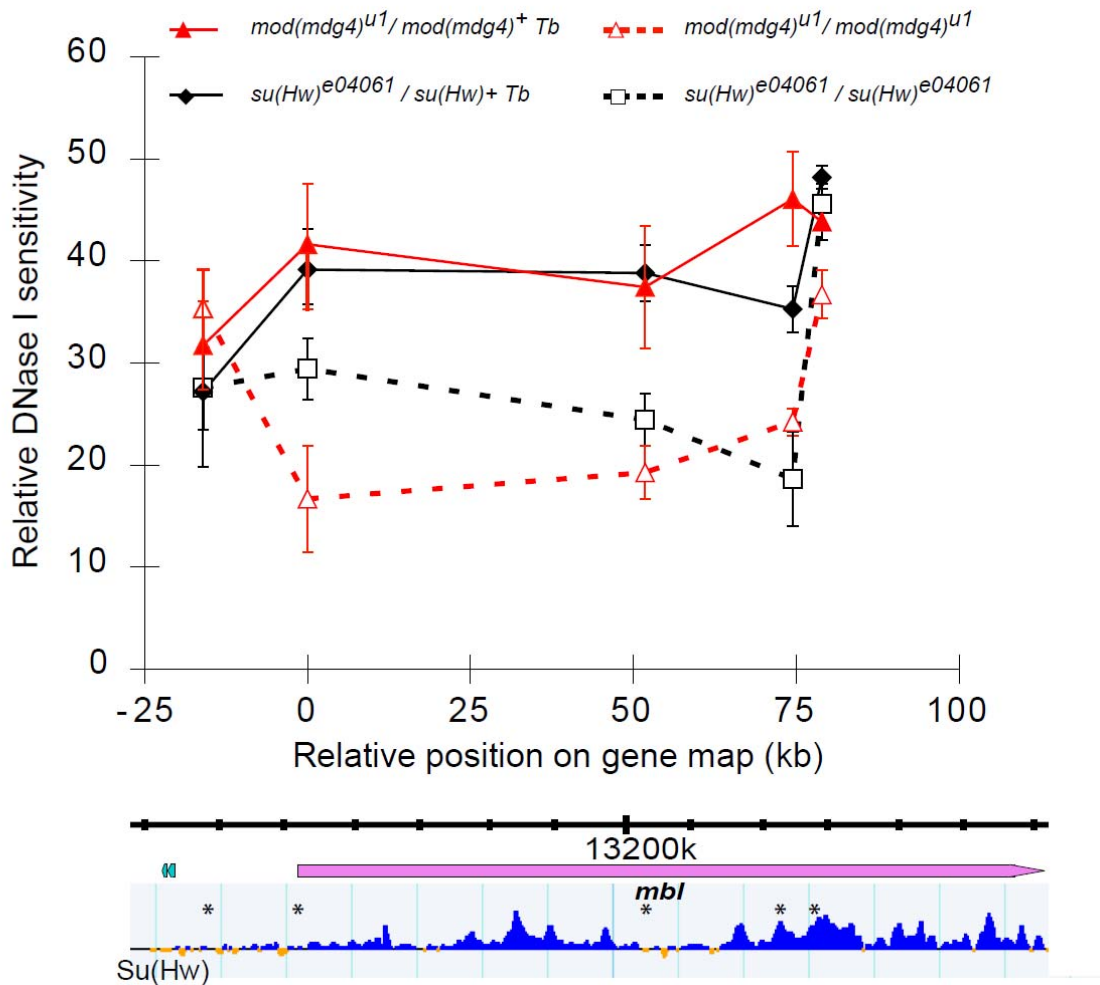 mod(mdg4)^u1 / mod(mdg4)^+ Tb mod(mdg4)^u1 / mod(mdg4)^u1
su(Hw)^e04061 / su(Hw)+ Tb su(Hw)^e04061 / su(Hw)^e04061
60
50
40
30
20
10
0
Relative DNase I sensitivity
-25 0 25 50 75 100
Relative position on gene map (kb)
13200k
mbl
* * * * *
Su(Hw)